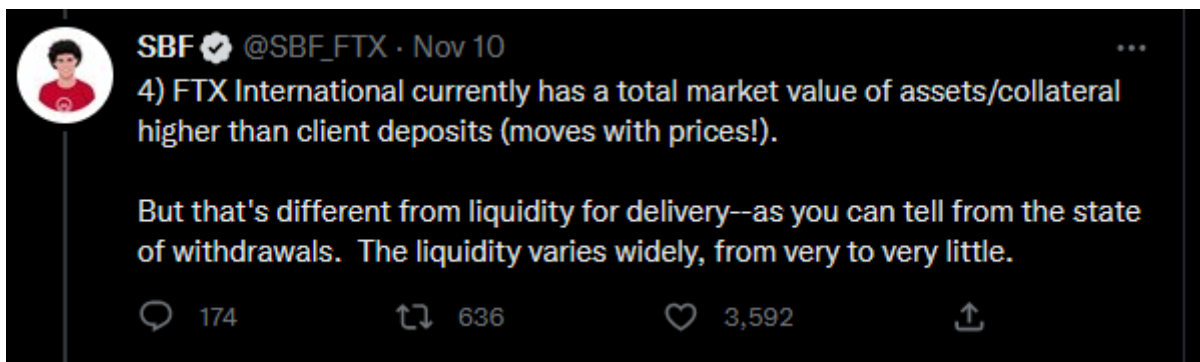 SBF @SBF_FTX · Nov 10
4) FTX International currently has a total market value of assets/collateral
higher than client deposits (moves with prices!).
But that's different from liquidity for delivery--as you can tell from the state
of withdrawals.  The liquidity varies widely, from very to very little.
174 636 3,592